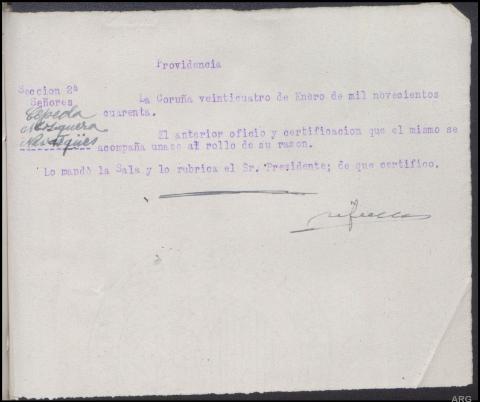 Providencia
Seccion 2ª
Señores
Cepeda
Mosquera
La Coruña veinticuatro de Enero de mil novecientos
cuarenta.
El anterior oficio y certificacion que el mismo se
acompaña unase al rollo de su razon.
Lo mandó la Sala y lo rubrica el Sr. Presidente; de que certifico.
ARG